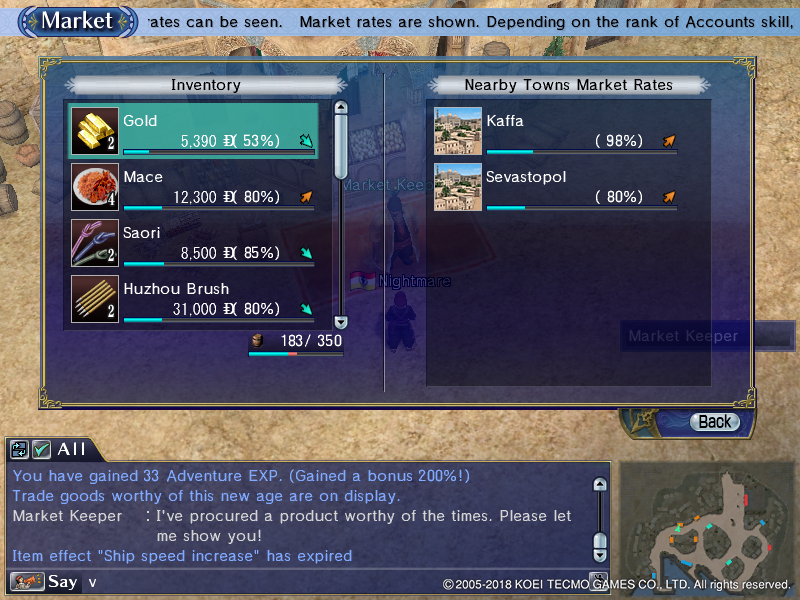 Market
rates can be seen. Market rates are shown. Depending on the rank of Accounts skill,
Inventory
Gold
2
5,390 D( 53%)
Mace
4
12,300 D( 80%)
Saori
2
8,500 D( 85%)
Huzhou Brush
2
31,000 D( 80%)
183/ 350
Nearby Towns Market Rates
Kaffa
( 98%)
Sevastopol
( 80%)
Market Keep
Nightmare
Market Keeper
Back
All
You have gained 33 Adventure EXP. (Gained a bonus 200%!)
Trade goods worthy of this new age are on display.
Market Keeper : I've procured a product worthy of the times. Please let
me show you!
Item effect "Ship speed increase" has expired
Say v
©2005-2018 KOEI TECMO GAMES CO., LTD. All rights reserved.